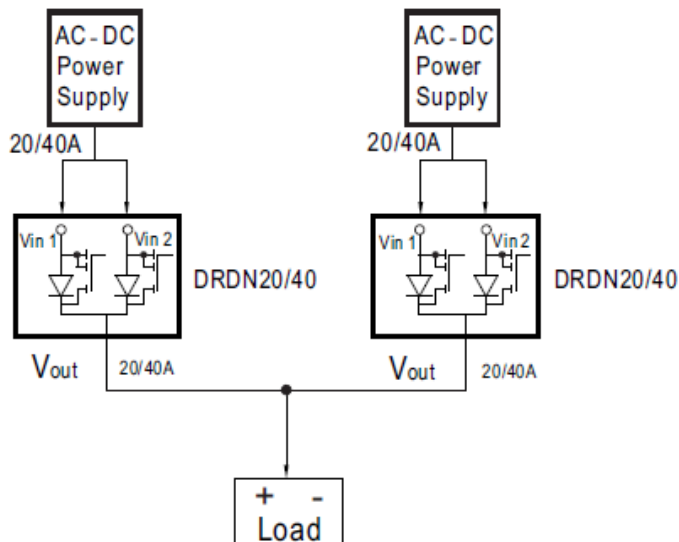 AC - DC
Power
Supply
AC - DC
Power
Supply
20/40A
20/40A
Vin 1
Vin 2
Vin 1
Vin 2
DRDN20/40
DRDN20/40
Vout
20/40A
Vout
20/40A
+ -
Load